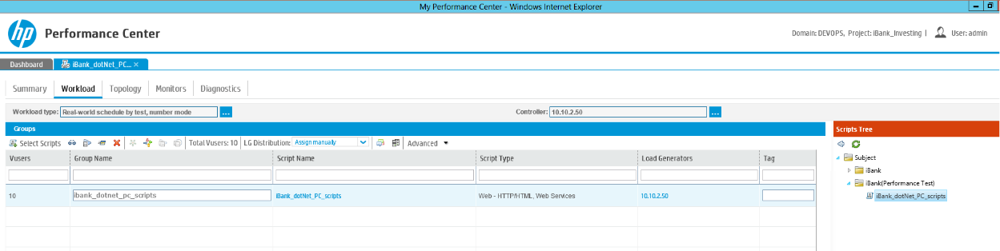 My Performance Center - Windows Internet Explorer
hp Performance Center
Domain: DEVOPS, Project: iBank_Investing | User: admin
Dashboard iBank_dotNet_PC... ×
Summary Workload Topology Monitors Diagnostics
Workload type: Real-world schedule by test, number mode ... Controller: 10.10.2.50 ...
Groups
Select Scripts Total Vusers: 10 LG Distribution: Assign manually Advanced
Vusers Group Name Script Name Script Type Load Generators Tag
10 ibank_dotnet_pc_scripts iBank_dotNet_PC_scripts Web - HTTP/HTML, Web Services 10.10.2.50
Scripts Tree
Subject
iBank
iBank(Performance Test)
iBank_dotNet_PC_scripts